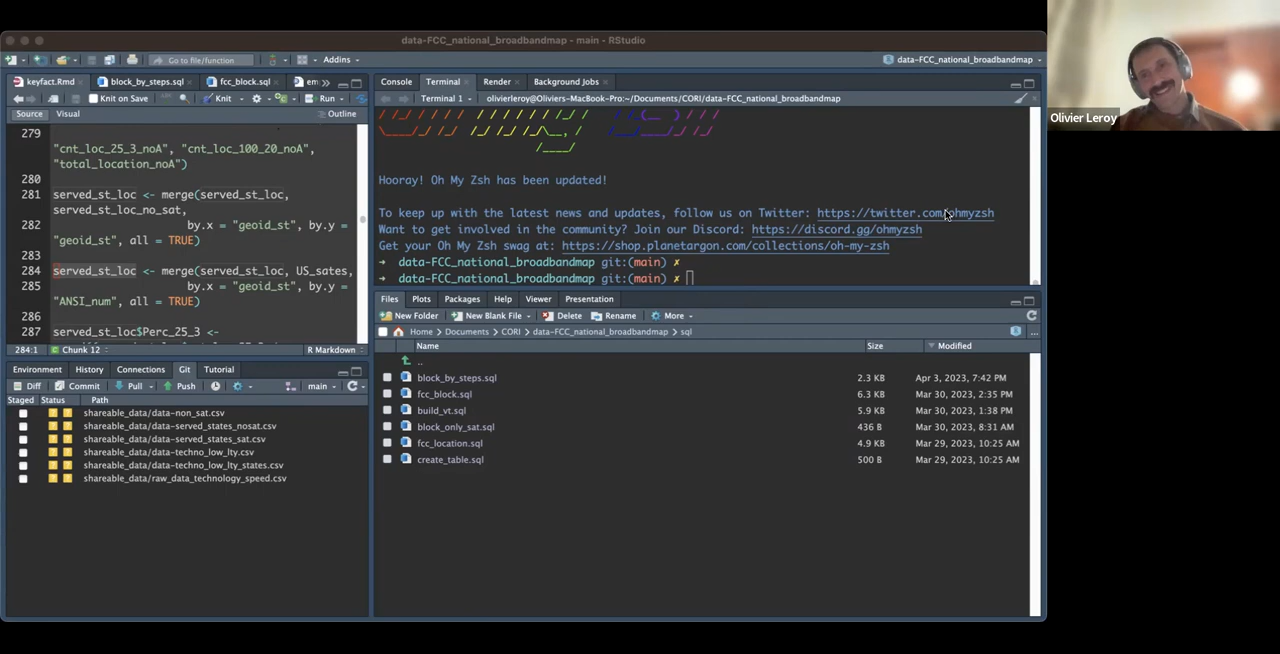 data-FCC_national_broadbandmap - main - RStudio
Go to file/function
Addins
data-FCC_national_broadbandmap
keyfact.Rmd
block_by_steps.sql
fcc_block.sql
em
Knit on Save
Knit
Run
Source
Visual
Outline
279
"cnt_loc_25_3_noA", "cnt_loc_100_20_noA",
"total_location_noA")
280
281 served_st_loc <- merge(served_st_loc,
served_st_loc_no_sat,
282 by.x = "geoid_st", by.y =
"geoid_st", all = TRUE)
283
284 served_st_loc <- merge(served_st_loc, US_sates,
285 by.x = "geoid_st", by.y =
"ANSI_num", all = TRUE)
286
287 served_st_loc$Perc_25_3 <-
284:1
Chunk 12
R Markdown
Environment
History
Connections
Git
Tutorial
Diff
Commit
Pull
Push
main
Staged
Status
Path
shareable_data/data-non_sat.csv
shareable_data/data-served_states_nosat.csv
shareable_data/data-served_states_sat.csv
shareable_data/data-techno_low_lty.csv
shareable_data/data-techno_low_lty_states.csv
shareable_data/raw_data_technology_speed.csv
Console
Terminal
Render
Background Jobs
Terminal 1
olivierleroy@Oliviers-MacBook-Pro:~/Documents/CORI/data-FCC_national_broadbandmap
Hooray! Oh My Zsh has been updated!
To keep up with the latest news and updates, follow us on Twitter: https://twitter.com/ohmyzsh
Want to get involved in the community? Join our Discord: https://discord.gg/ohmyzsh
Get your Oh My Zsh swag at: https://shop.planetargon.com/collections/oh-my-zsh
→ data-FCC_national_broadbandmap git:(main) ✗
→ data-FCC_national_broadbandmap git:(main) ✗
Files
Plots
Packages
Help
Viewer
Presentation
New Folder
New Blank File
Delete
Rename
More
Home
Documents
CORI
data-FCC_national_broadbandmap
sql
Name
Size
Modified
..
block_by_steps.sql 2.3 KB Apr 3, 2023, 7:42 PM
fcc_block.sql 6.3 KB Mar 30, 2023, 2:35 PM
build_vt.sql 5.9 KB Mar 30, 2023, 1:38 PM
block_only_sat.sql 436 B Mar 30, 2023, 8:31 AM
fcc_location.sql 4.9 KB Mar 29, 2023, 10:25 AM
create_table.sql 500 B Mar 29, 2023, 10:25 AM
Olivier Leroy